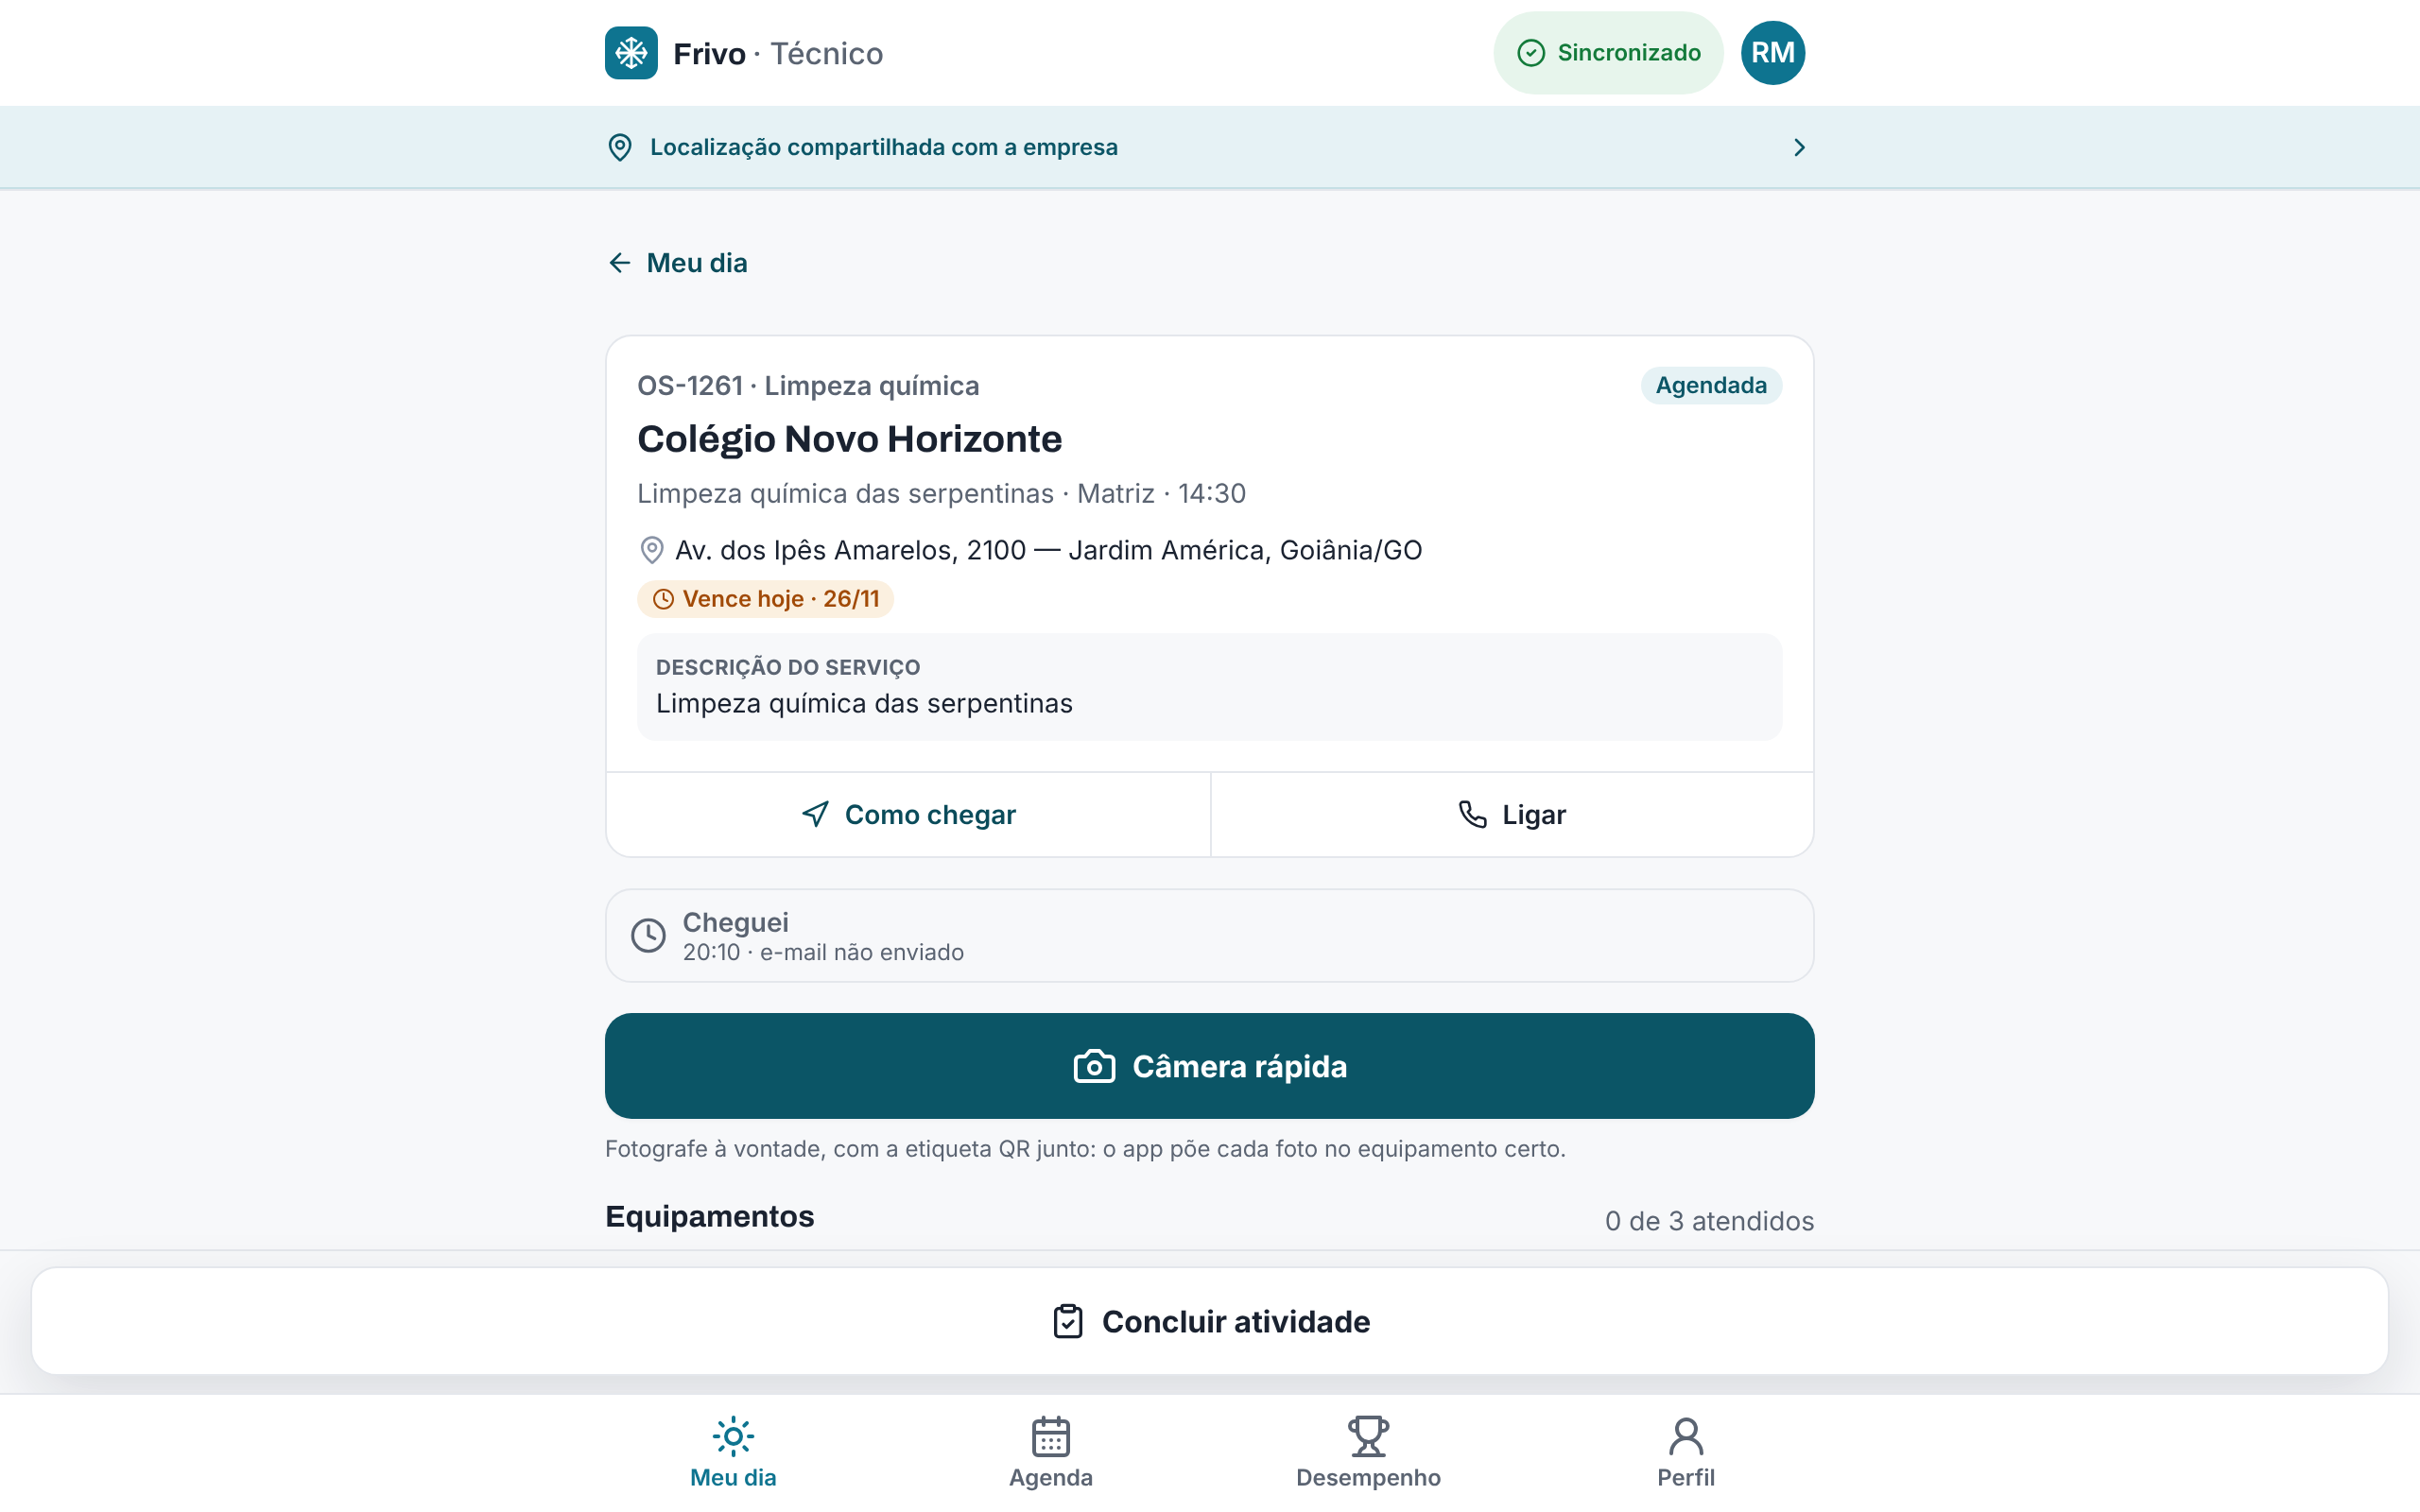 Frivo · Técnico
Sincronizado
RM
Localização compartilhada com a empresa
Meu dia
OS-1261 · Limpeza química
Agendada
Colégio Novo Horizonte
Limpeza química das serpentinas · Matriz · 14:30
Av. dos Ipês Amarelos, 2100 — Jardim América, Goiânia/GO
Vence hoje · 26/11
DESCRIÇÃO DO SERVIÇO
Limpeza química das serpentinas
Como chegar
Ligar
Cheguei
20:10 · e-mail não enviado
Câmera rápida
Fotografe à vontade, com a etiqueta QR junto: o app põe cada foto no equipamento certo.
Equipamentos
0 de 3 atendidos
Concluir atividade
Meu dia
Agenda
Desempenho
Perfil